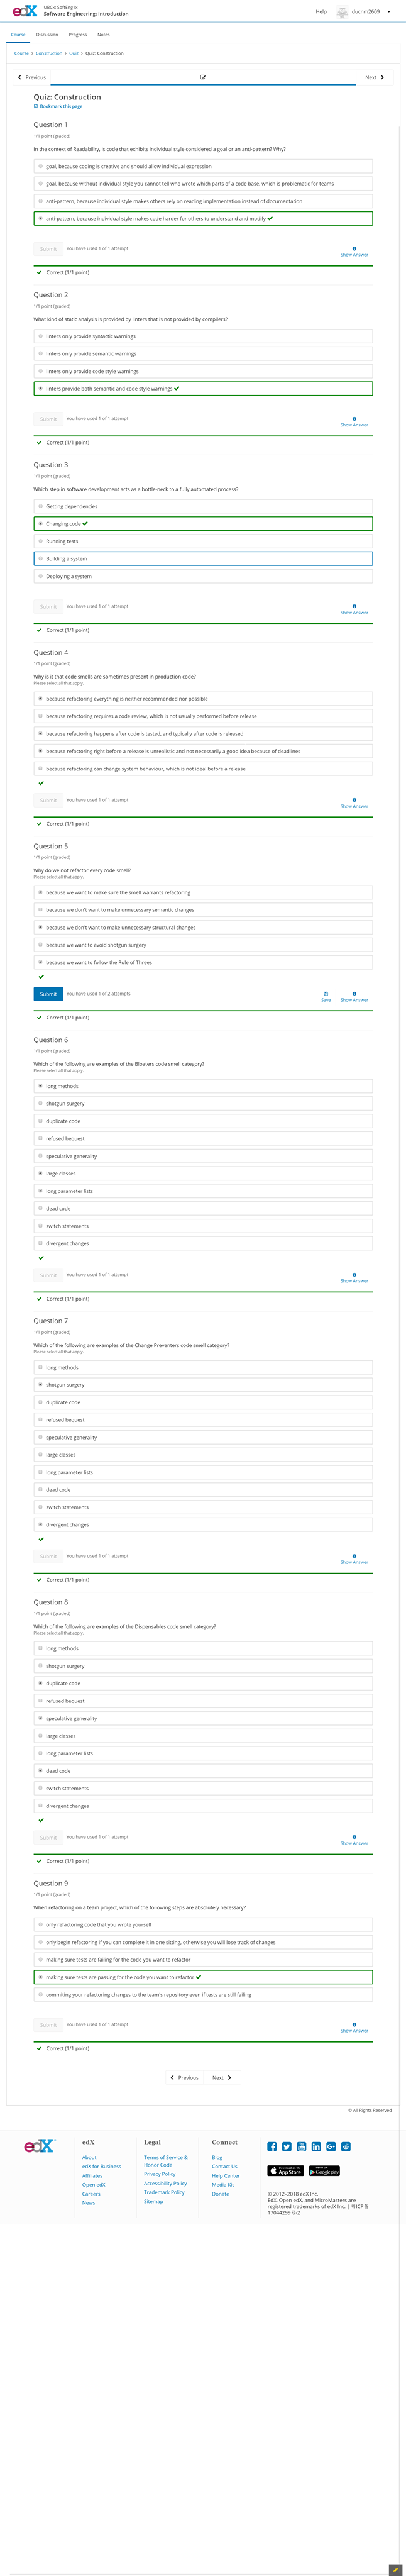 edX
UBCx: SoftEng1x
Software Engineering: Introduction
Help
ducnm2609
Course
Discussion
Progress
Notes
Course > Construction > Quiz > Quiz: Construction
Previous
Next
Quiz: Construction
Bookmark this page
Question 1
1/1 point (graded)
In the context of Readability, is code that exhibits individual style considered a goal or an anti-pattern? Why?
goal, because coding is creative and should allow individual expression
goal, because without individual style you cannot tell who wrote which parts of a code base, which is problematic for teams
anti-pattern, because individual style makes others rely on reading implementation instead of documentation
anti-pattern, because individual style makes code harder for others to understand and modify
Submit
You have used 1 of 1 attempt
Show Answer
Correct (1/1 point)
Question 2
1/1 point (graded)
What kind of static analysis is provided by linters that is not provided by compilers?
linters only provide syntactic warnings
linters only provide semantic warnings
linters only provide code style warnings
linters provide both semantic and code style warnings
Submit
You have used 1 of 1 attempt
Show Answer
Correct (1/1 point)
Question 3
1/1 point (graded)
Which step in software development acts as a bottle-neck to a fully automated process?
Getting dependencies
Changing code
Running tests
Building a system
Deploying a system
Submit
You have used 1 of 1 attempt
Show Answer
Correct (1/1 point)
Question 4
1/1 point (graded)
Why is it that code smells are sometimes present in production code?
Please select all that apply.
because refactoring everything is neither recommended nor possible
because refactoring requires a code review, which is not usually performed before release
because refactoring happens after code is tested, and typically after code is released
because refactoring right before a release is unrealistic and not necessarily a good idea because of deadlines
because refactoring can change system behaviour, which is not ideal before a release
Submit
You have used 1 of 1 attempt
Show Answer
Correct (1/1 point)
Question 5
1/1 point (graded)
Why do we not refactor every code smell?
Please select all that apply.
because we want to make sure the smell warrants refactoring
because we don't want to make unnecessary semantic changes
because we don't want to make unnecessary structural changes
because we want to avoid shotgun surgery
because we want to follow the Rule of Threes
Submit
You have used 1 of 2 attempts
Save
Show Answer
Correct (1/1 point)
Question 6
1/1 point (graded)
Which of the following are examples of the Bloaters code smell category?
Please select all that apply.
long methods
shotgun surgery
duplicate code
refused bequest
speculative generality
large classes
long parameter lists
dead code
switch statements
divergent changes
Submit
You have used 1 of 1 attempt
Show Answer
Correct (1/1 point)
Question 7
1/1 point (graded)
Which of the following are examples of the Change Preventers code smell category?
Please select all that apply.
long methods
shotgun surgery
duplicate code
refused bequest
speculative generality
large classes
long parameter lists
dead code
switch statements
divergent changes
Submit
You have used 1 of 1 attempt
Show Answer
Correct (1/1 point)
Question 8
1/1 point (graded)
Which of the following are examples of the Dispensables code smell category?
Please select all that apply.
long methods
shotgun surgery
duplicate code
refused bequest
speculative generality
large classes
long parameter lists
dead code
switch statements
divergent changes
Submit
You have used 1 of 1 attempt
Show Answer
Correct (1/1 point)
Question 9
1/1 point (graded)
When refactoring on a team project, which of the following steps are absolutely necessary?
only refactoring code that you wrote yourself
only begin refactoring if you can complete it in one sitting, otherwise you will lose track of changes
making sure tests are failing for the code you want to refactor
making sure tests are passing for the code you want to refactor
commiting your refactoring changes to the team's repository even if tests are still failing
Submit
You have used 1 of 1 attempt
Show Answer
Correct (1/1 point)
Previous
Next
© All Rights Reserved
edX
edX
About
edX for Business
Affiliates
Open edX
Careers
News
Legal
Terms of Service &
Honor Code
Privacy Policy
Accessibility Policy
Trademark Policy
Sitemap
Connect
Blog
Contact Us
Help Center
Media Kit
Donate
App Store
Google play
© 2012–2018 edX Inc.
EdX, Open edX, and MicroMasters are
registered trademarks of edX Inc. | 粤ICP备
17044299号-2